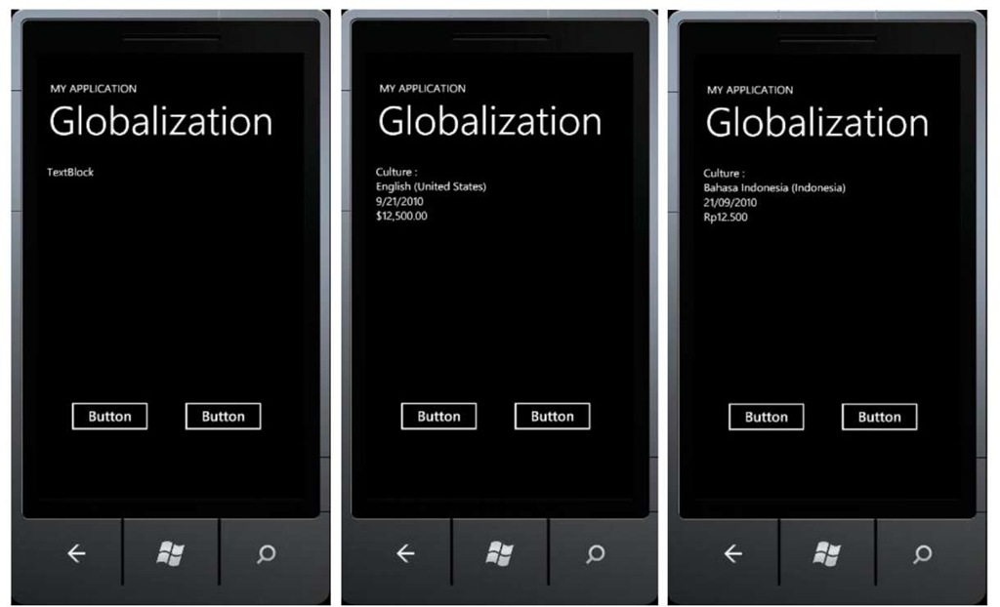 MY APPLICATION
Globalization
TextBlock
Button
Button
MY APPLICATION
Globalization
Culture :
English (United States)
9/21/2010
$12,500.00
Button
Button
MY APPLICATION
Globalization
Culture :
Bahasa Indonesia (Indonesia)
21/09/2010
Rp12.500
Button
Button